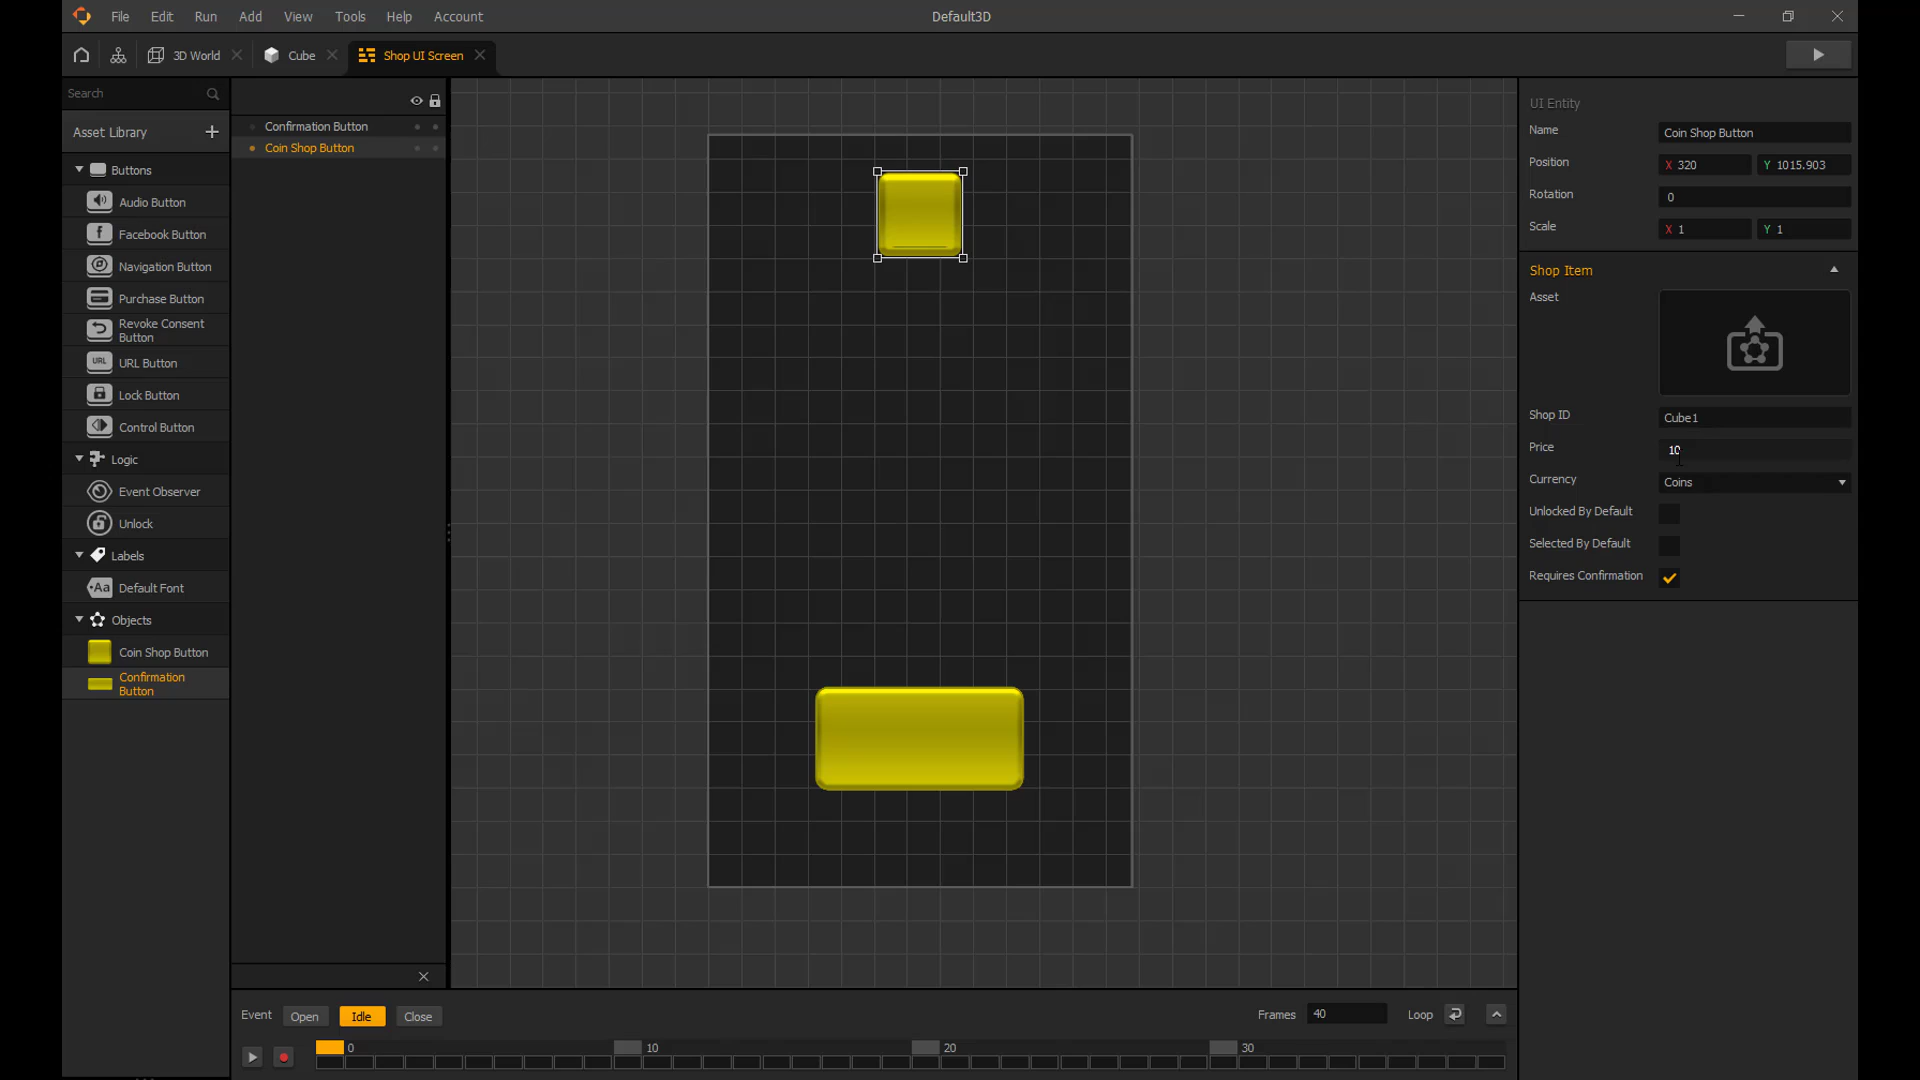 File Edit Run Add View Tools Help Account Default3D
3D World Cube Shop UI Screen
Search
Asset Library
Buttons
Audio Button
Facebook Button
Navigation Button
Purchase Button
Revoke Consent
Button
URL URL Button
Lock Button
Control Button
Logic
Event Observer
Unlock
Labels
Aa Default Font
Objects
Coin Shop Button
Confirmation
Button
Confirmation Button
Coin Shop Button
UI Entity
Name Coin Shop Button
Position X 320 Y 1015.903
Rotation 0
Scale X 1 Y 1
Shop Item
Asset
Shop ID Cube1
Price 10
Currency Coins
Unlocked By Default
Selected By Default
Requires Confirmation
Event Open Idle Close Frames 40 Loop
0 10 20 30